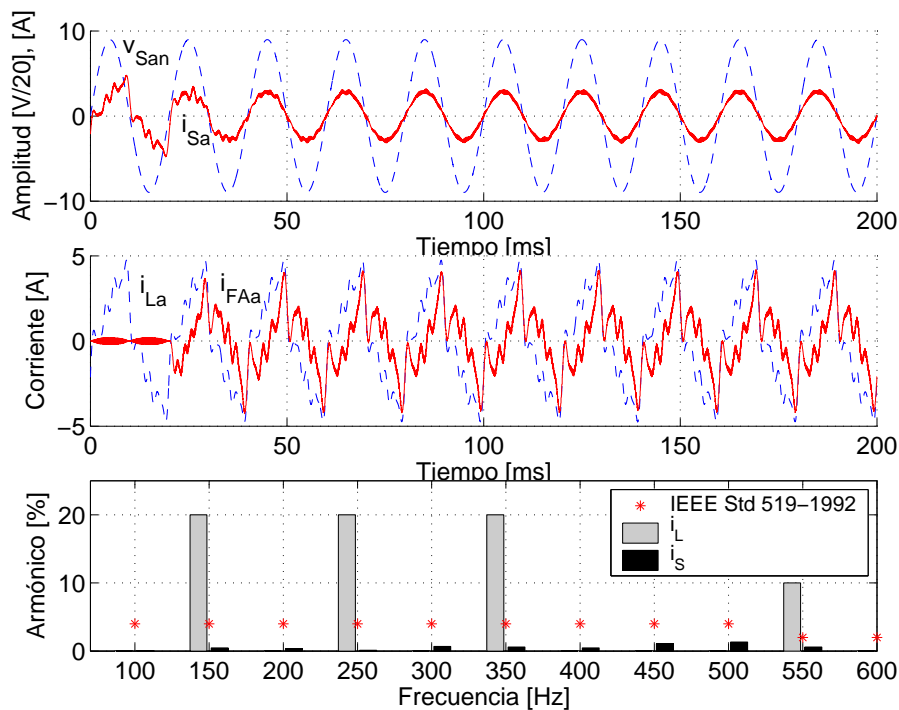 Amplitud [V/20], [A]
10
0
−10
v_San
i_Sa
0
50
100
150
200
Tiempo [ms]
Corriente [A]
5
0
−5
i_La
i_FAa
0
50
100
150
200
Tiempo [ms]
Armónico [%]
20
10
0
IEEE Std 519−1992
i_L
i_S
100
150
200
250
300
350
400
450
500
550
600
Frecuencia [Hz]